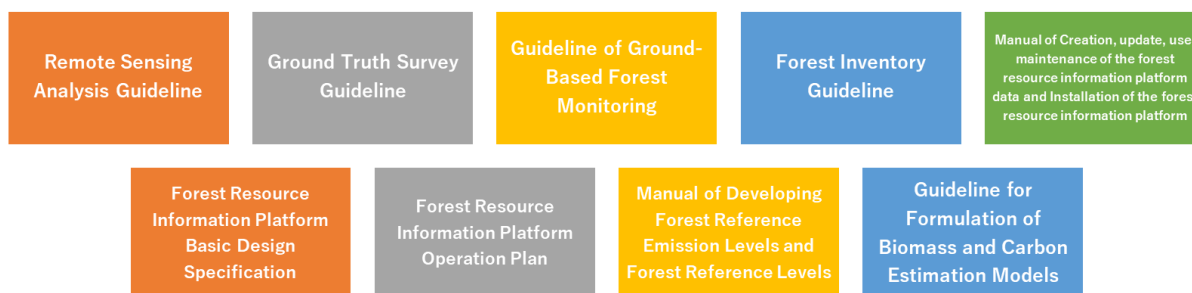 Remote Sensing
Analysis Guideline
Ground Truth Survey
Guideline
Guideline of Ground-
Based Forest
Monitoring
Forest Inventory
Guideline
Manual of Creation, update, use
maintenance of the forest
resource information platform
data and Installation of the fores
resource information platform
Forest Resource
Information Platform
Basic Design
Specification
Forest Resource
Information Platform
Operation Plan
Manual of Developing
Forest Reference
Emission Levels and
Forest Reference Levels
Guideline for
Formulation of
Biomass and Carbon
Estimation Models